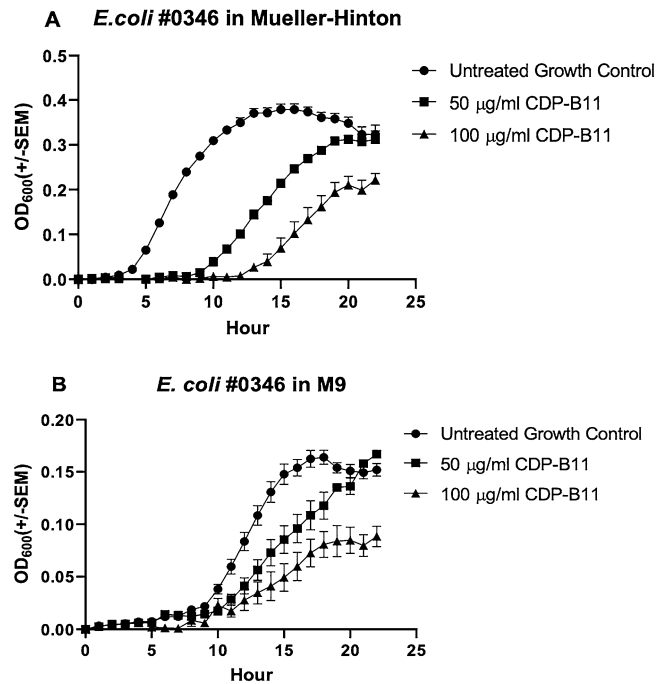 A E.coli #0346 in Mueller-Hinton
0.5
0.4
0.3
0.2
0.1
0.0
OD600(+/-SEM)
0 5 10 15 20 25
Hour
Untreated Growth Control
50 μg/ml CDP-B11
100 μg/ml CDP-B11
B E. coli #0346 in M9
0.20
0.15
0.10
0.05
0.00
OD600(+/-SEM)
0 5 10 15 20 25
Hour
Untreated Growth Control
50 μg/ml CDP-B11
100 μg/ml CDP-B11